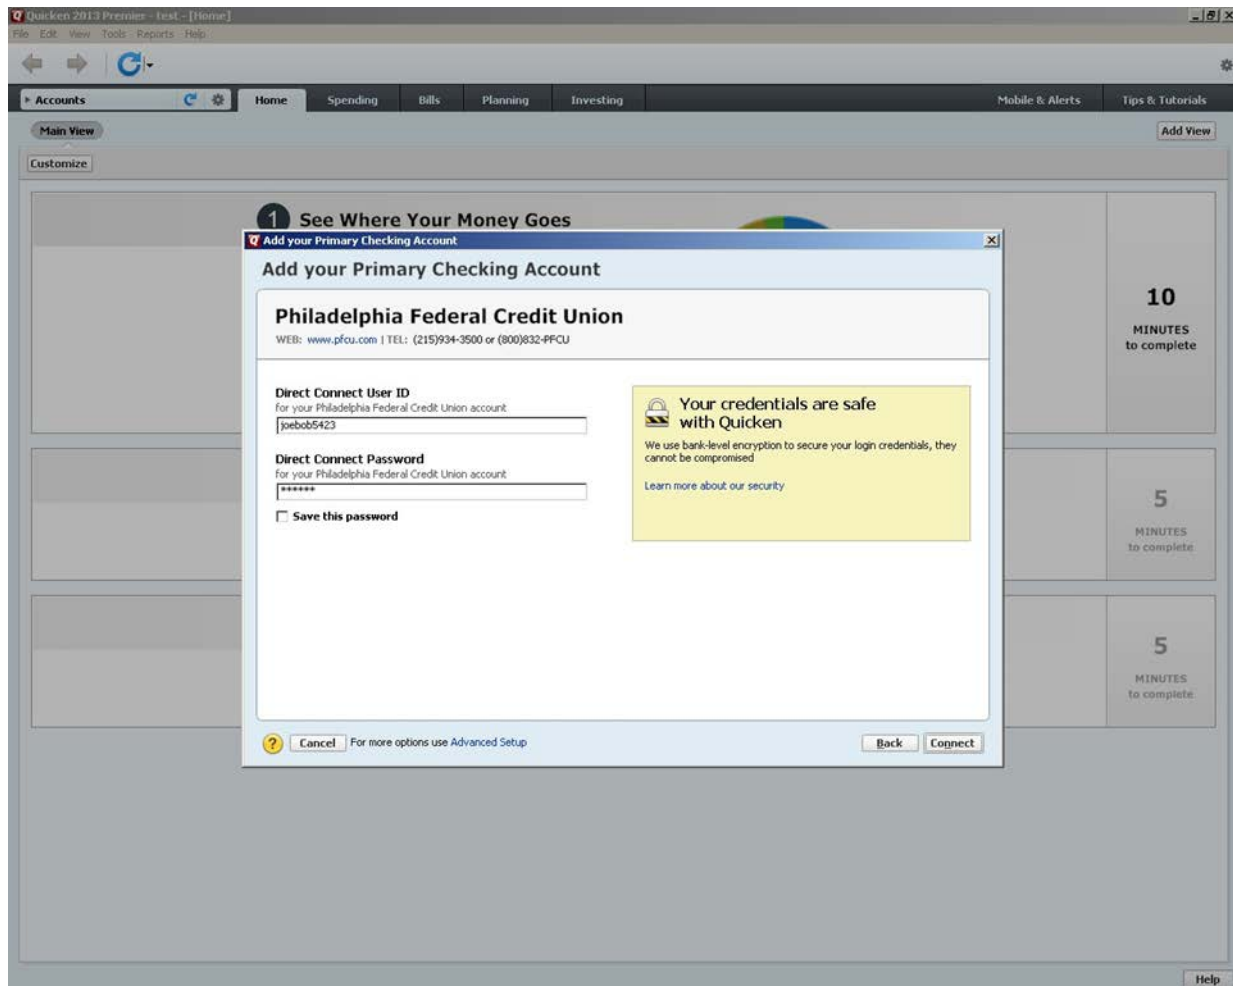 Quicken 2013 Premier - test - [Home]
File Edit View Tools Reports Help
Accounts Home Spending Bills Planning Investing Mobile & Alerts Tips & Tutorials
Main View Add View
Customize
1 See Where Your Money Goes
Add your Primary Checking Account
Add your Primary Checking Account
Philadelphia Federal Credit Union
WEB: www.pfcu.com | TEL: (215)934-3500 or (800)832-PFCU
Direct Connect User ID
for your Philadelphia Federal Credit Union account
joebob5423
Direct Connect Password
for your Philadelphia Federal Credit Union account
******
Save this password
Your credentials are safe
with Quicken
We use bank-level encryption to secure your login credentials, they
cannot be compromised
Learn more about our security
? Cancel For more options use Advanced Setup Back Connect
10
MINUTES
to complete
5
MINUTES
to complete
5
MINUTES
to complete
Help